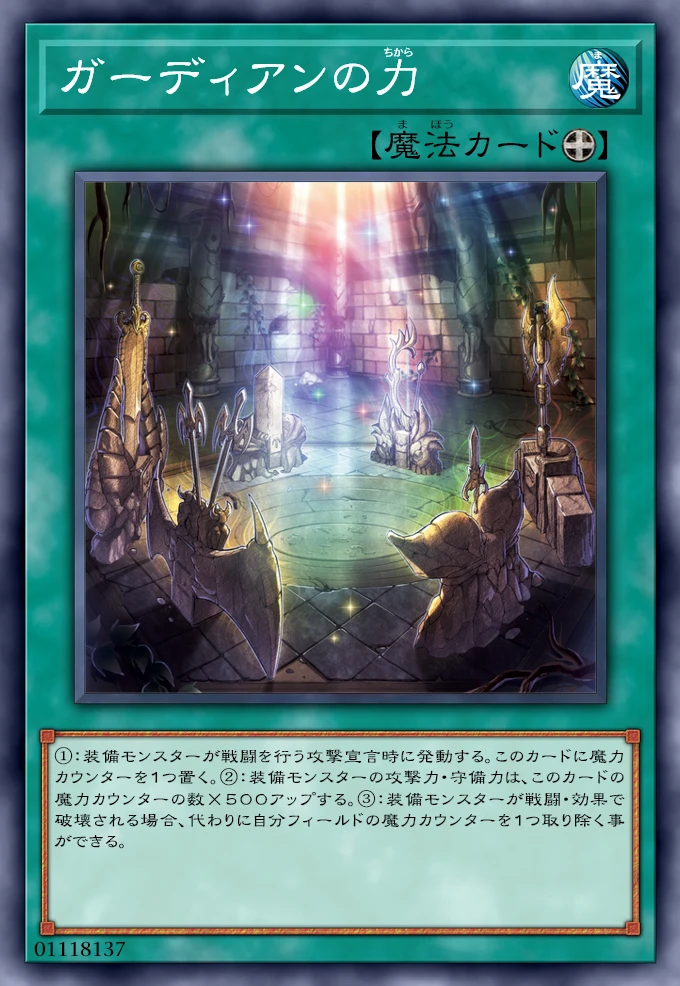 ガーディアンの力
ちから
魔
ま
【魔法カード】
ま ほう
①:装備モンスターが戦闘を行う攻撃宣言時に発動する。このカードに魔力
カウンターを1つ置く。②:装備モンスターの攻撃力・守備力は、このカードの
魔力カウンターの数×500アップする。③:装備モンスターが戦闘・効果で
破壊される場合、代わりに自分フィールドの魔力カウンターを1つ取り除く事
ができる。
01118137